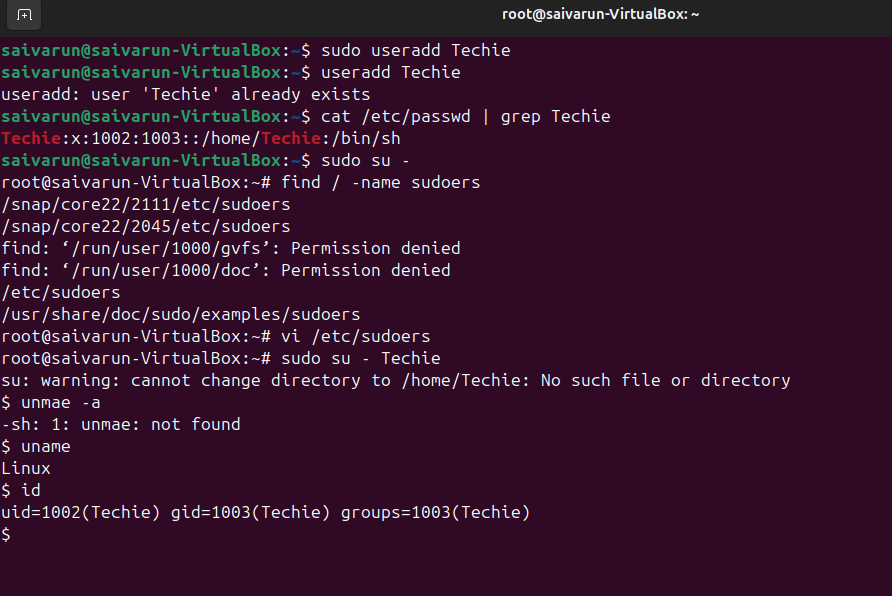 root@saivarun-VirtualBox: ~
saivarun@saivarun-VirtualBox:~$ sudo useradd Techie
saivarun@saivarun-VirtualBox:~$ useradd Techie
useradd: user 'Techie' already exists
saivarun@saivarun-VirtualBox:~$ cat /etc/passwd | grep Techie
Techie:x:1002:1003::/home/Techie:/bin/sh
saivarun@saivarun-VirtualBox:~$ sudo su -
root@saivarun-VirtualBox:~# find / -name sudoers
/snap/core22/2111/etc/sudoers
/snap/core22/2045/etc/sudoers
find: ‘/run/user/1000/gvfs’: Permission denied
find: ‘/run/user/1000/doc’: Permission denied
/etc/sudoers
/usr/share/doc/sudo/examples/sudoers
root@saivarun-VirtualBox:~# vi /etc/sudoers
root@saivarun-VirtualBox:~# sudo su - Techie
su: warning: cannot change directory to /home/Techie: No such file or directory
$ unmae -a
-sh: 1: unmae: not found
$ uname
Linux
$ id
uid=1002(Techie) gid=1003(Techie) groups=1003(Techie)
$